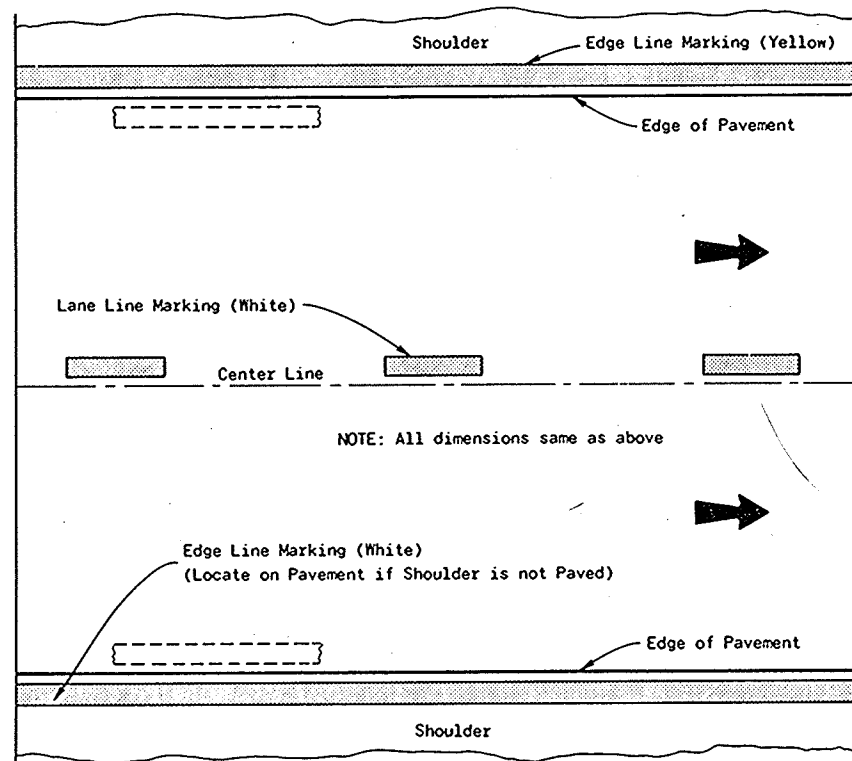 Shoulder
Edge Line Marking (Yellow)
Edge of Pavement
Lane Line Marking (White)
Center Line
NOTE: All dimensions same as above
Edge Line Marking (White)
(Locate on Pavement if Shoulder is not Paved)
Edge of Pavement
Shoulder